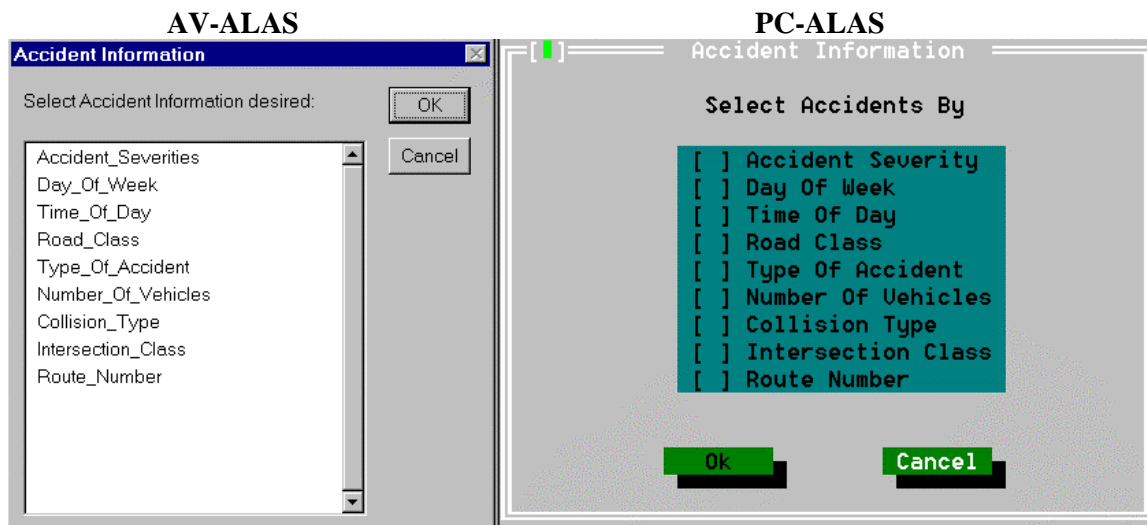 AV-ALAS
Accident Information
Select Accident Information desired:
OK
Cancel
Accident_Severities
Day_Of_Week
Time_Of_Day
Road_Class
Type_Of_Accident
Number_Of_Vehicles
Collision_Type
Intersection_Class
Route_Number
PC-ALAS
Accident Information
Select Accidents By
[ ] Accident Severity
[ ] Day Of Week
[ ] Time Of Day
[ ] Road Class
[ ] Type Of Accident
[ ] Number Of Vehicles
[ ] Collision Type
[ ] Intersection Class
[ ] Route Number
Ok
Cancel